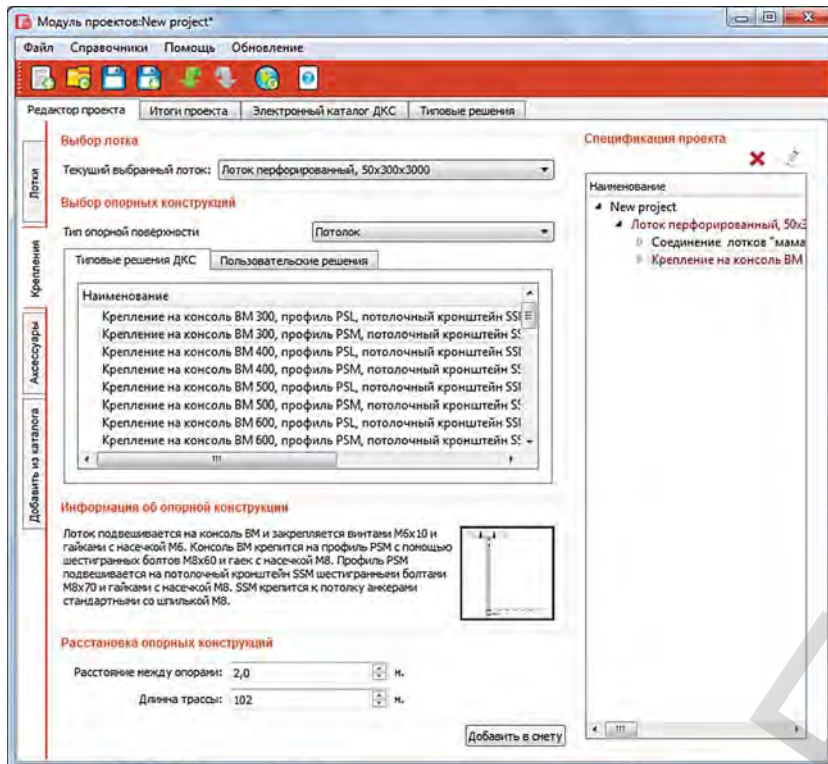 Модуль проектов:New project*
Файл Справочники Помощь Обновление
Редактор проекта Итоги проекта Электронный каталог ДКС Типовые решения
Лотки
Крепления
Аксессуары
Добавить из каталога
Выбор лотка
Текущий выбранный лоток: Лоток перфорированный, 50x300x3000
Выбор опорных конструкций
Тип опорной поверхности Потолок
Типовые решения ДКС Пользовательские решения
Наименование
Крепление на консоль BM 300, профиль PSL, потолочный кронштейн SSI
Крепление на консоль BM 300, профиль PSM, потолочный кронштейн S
Крепление на консоль BM 400, профиль PSL, потолочный кронштейн SSI
Крепление на консоль BM 400, профиль PSM, потолочный кронштейн S
Крепление на консоль BM 500, профиль PSL, потолочный кронштейн SSI
Крепление на консоль BM 500, профиль PSM, потолочный кронштейн S
Крепление на консоль BM 600, профиль PSL, потолочный кронштейн SSI
Крепление на консоль BM 600, профиль PSM, потолочный кронштейн S
Информация об опорной конструкции
Лоток подвешивается на консоль BM и закрепляется винтами M6x10 и
гайками с насечкой M6. Консоль BM крепится на профиль PSM с помощью
шестигранных болтов M8x60 и гаек с насечкой M8. Профиль PSM
подвешивается на потолочный кронштейн SSM шестигранными болтами
M8x70 и гайками с насечкой M8. SSM крепится к потолку анкерами
стандартными со шпилькой M8.
Расстановка опорных конструкций
Расстояние между опорами: 2,0 м.
Длинна трассы: 102 м.
Добавить в смету
Спецификация проекта
Наименование
New project
Лоток перфорированный, 50x3
Соединение лотков "мама
Крепление на консоль BM